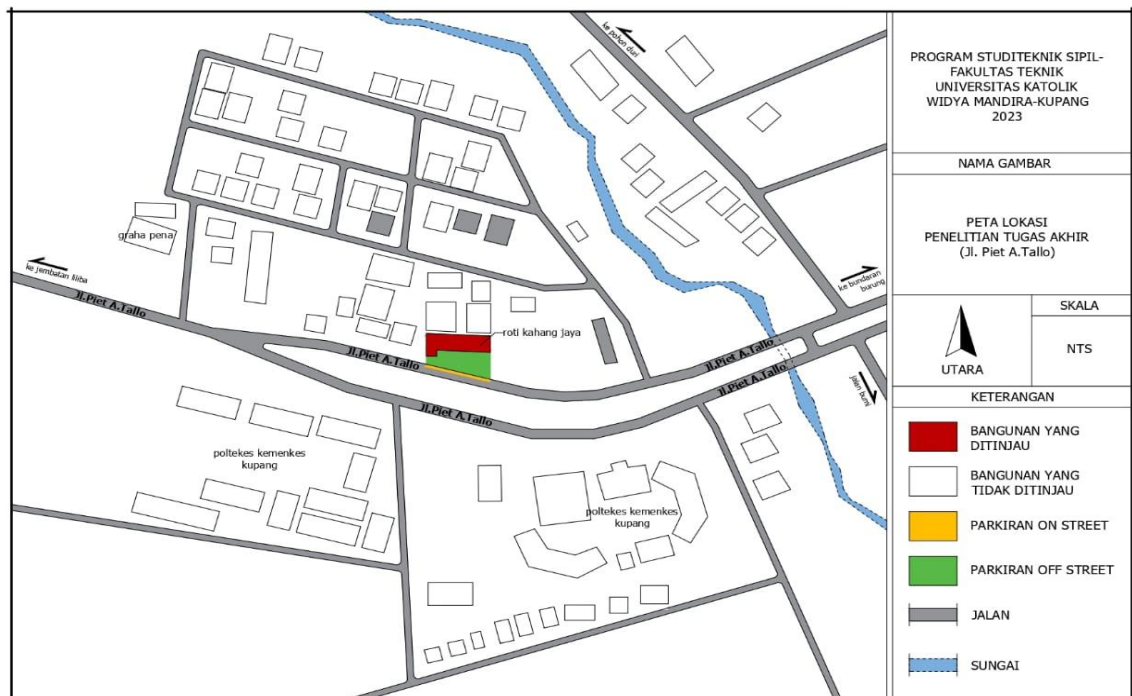 ke pohon duri
graha pena
ke jembatan liliba
Jl.Piet A.Tallo
Jl.Piet A.Tallo
roti kahang jaya
Jl.Piet A.Tallo
ke bundaran
burung
Jl.Piet A.Tallo
Jl.Piet A.Tallo
jalan bumi
poltekes kemenkes
kupang
poltekes kemenkes
kupang
PROGRAM STUDITEKNIK SIPIL-
FAKULTAS TEKNIK
UNIVERSITAS KATOLIK
WIDYA MANDIRA-KUPANG
2023
NAMA GAMBAR
PETA LOKASI
PENELITIAN TUGAS AKHIR
(Jl. Piet A.Tallo)
UTARA
SKALA
NTS
KETERANGAN
BANGUNAN YANG
DITINJAU
BANGUNAN YANG
TIDAK DITINJAU
PARKIRAN ON STREET
PARKIRAN OFF STREET
JALAN
SUNGAI